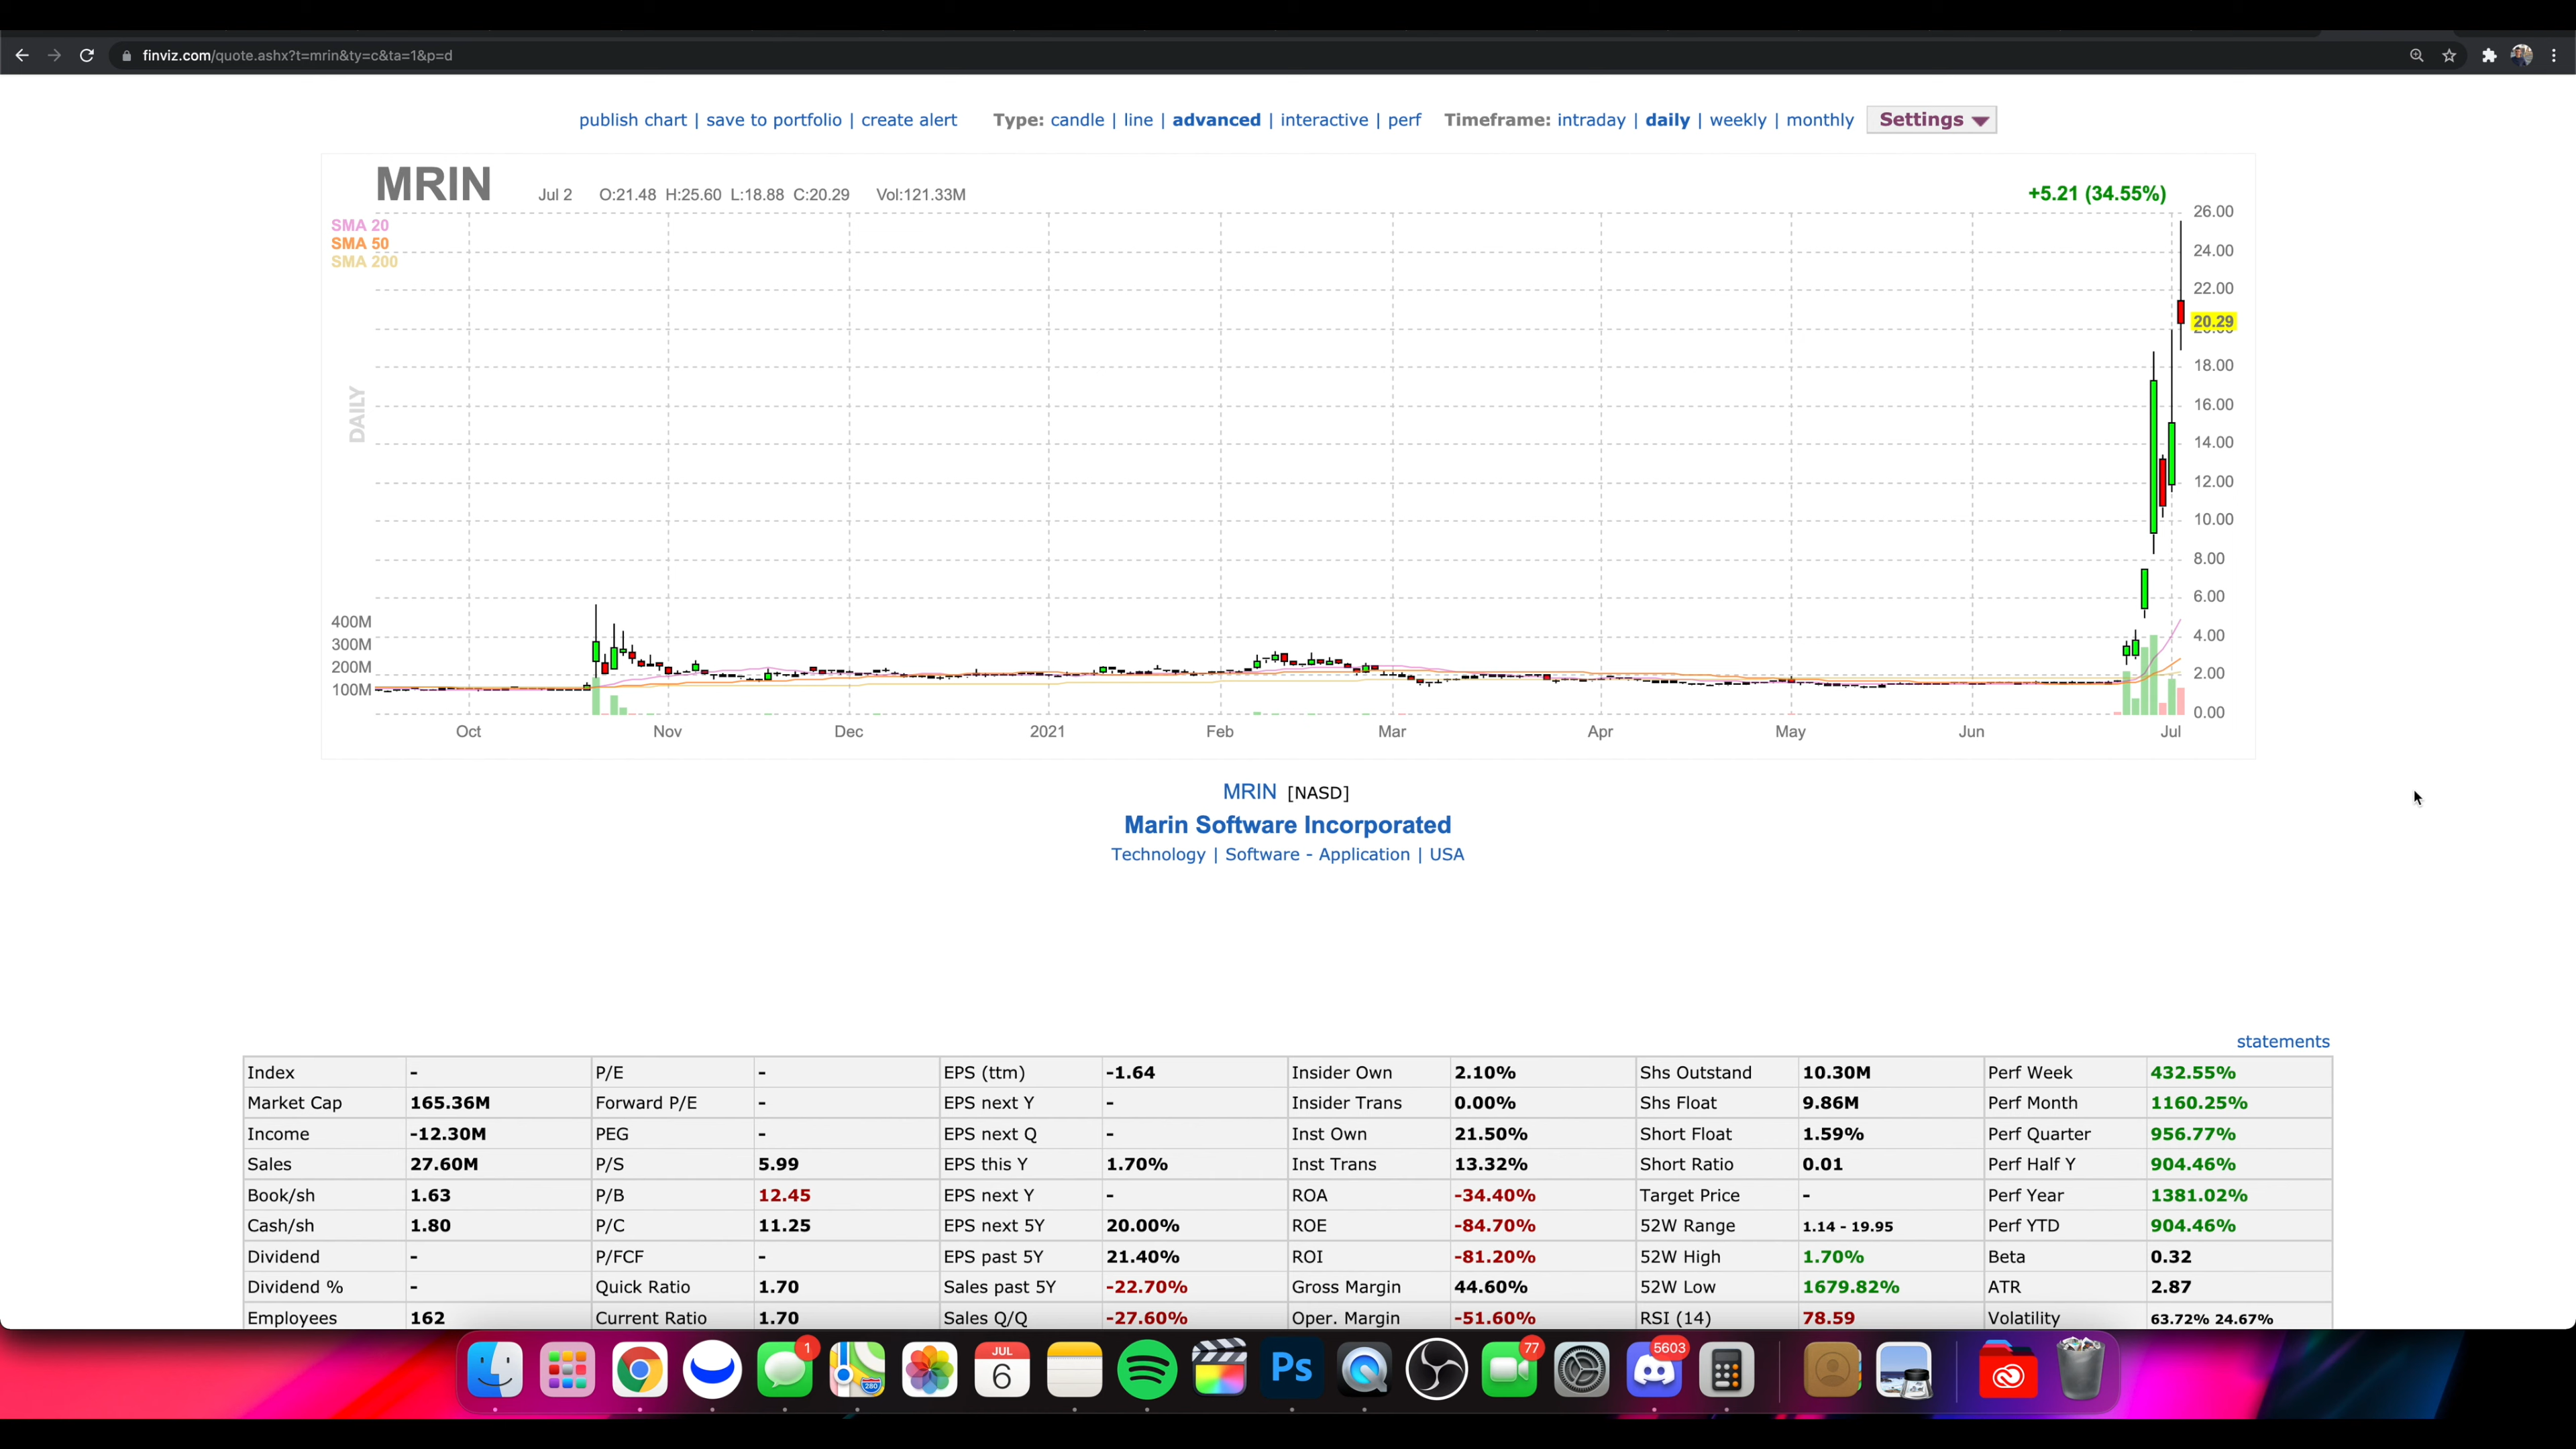 finviz.com/quote.ashx?t=mrin&ty=c&ta=1&p=d
publish chart | save to portfolio | create alert Type: candle | line | advanced | interactive | perf Timeframe: intraday | daily | weekly | monthly Settings
MRIN Jul 2 O:21.48 H:25.60 L:18.88 C:20.29 Vol:121.33M +5.21 (34.55%)
SMA 20
SMA 50
SMA 200
DAILY
26.00
24.00
22.00
20.29
18.00
16.00
14.00
12.00
10.00
8.00
6.00
4.00
2.00
0.00
400M
300M
200M
100M
Oct Nov Dec 2021 Feb Mar Apr May Jun Jul
MRIN [NASD]
Marin Software Incorporated
Technology | Software - Application | USA
statements
Index - P/E - EPS (ttm) -1.64 Insider Own 2.10% Shs Outstand 10.30M Perf Week 432.55%
Market Cap 165.36M Forward P/E - EPS next Y - Insider Trans 0.00% Shs Float 9.86M Perf Month 1160.25%
Income -12.30M PEG - EPS next Q - Inst Own 21.50% Short Float 1.59% Perf Quarter 956.77%
Sales 27.60M P/S 5.99 EPS this Y 1.70% Inst Trans 13.32% Short Ratio 0.01 Perf Half Y 904.46%
Book/sh 1.63 P/B 12.45 EPS next Y - ROA -34.40% Target Price - Perf Year 1381.02%
Cash/sh 1.80 P/C 11.25 EPS next 5Y 20.00% ROE -84.70% 52W Range 1.14 - 19.95 Perf YTD 904.46%
Dividend - P/FCF - EPS past 5Y 21.40% ROI -81.20% 52W High 1.70% Beta 0.32
Dividend % - Quick Ratio 1.70 Sales past 5Y -22.70% Gross Margin 44.60% 52W Low 1679.82% ATR 2.87
Employees 162 Current Ratio 1.70 Sales Q/Q -27.60% Oper. Margin -51.60% RSI (14) 78.59 Volatility 63.72% 24.67%
1 280 JUL 6 Ps 77 5603